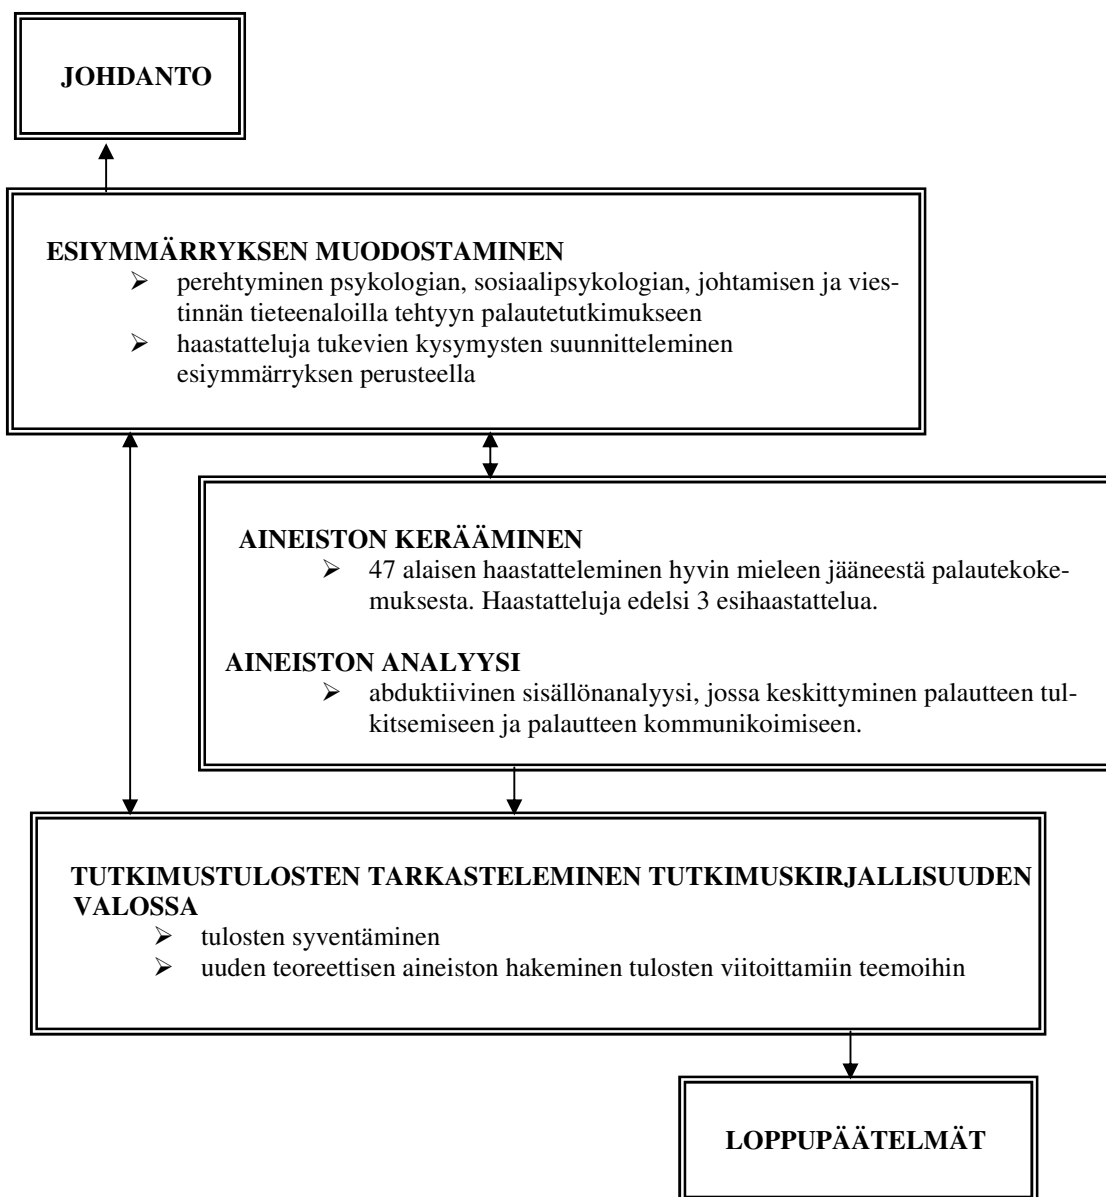 JOHDANTO
ESIYMMÄRRYKSEN MUODOSTAMINEN
➢ perehtyminen psykologian, sosiaalipsykologian, johtamisen ja vies-
tinnän tieteenaloilla tehtyyn palautetutkimukseen
➢ haastatteluja tukevien kysymysten suunnitteleminen
esiymmärryksen perusteella
AINEISTON KERÄÄMINEN
➢ 47 alaisen haastatteleminen hyvin mieleen jääneestä palautekoke-
muksesta. Haastatteluja edelsi 3 esihaastattelua.
AINEISTON ANALYYSI
➢ abduktiivinen sisällönanalyysi, jossa keskittyminen palautteen tul-
kitsemiseen ja palautteen kommunikoimiseen.
TUTKIMUSTULOSTEN TARKASTELEMINEN TUTKIMUSKIRJALLISUUDEN
VALOSSA
➢ tulosten syventäminen
➢ uuden teoreettisen aineiston hakeminen tulosten viitoittamiin teemoihin
LOPPUPÄÄTELMÄT